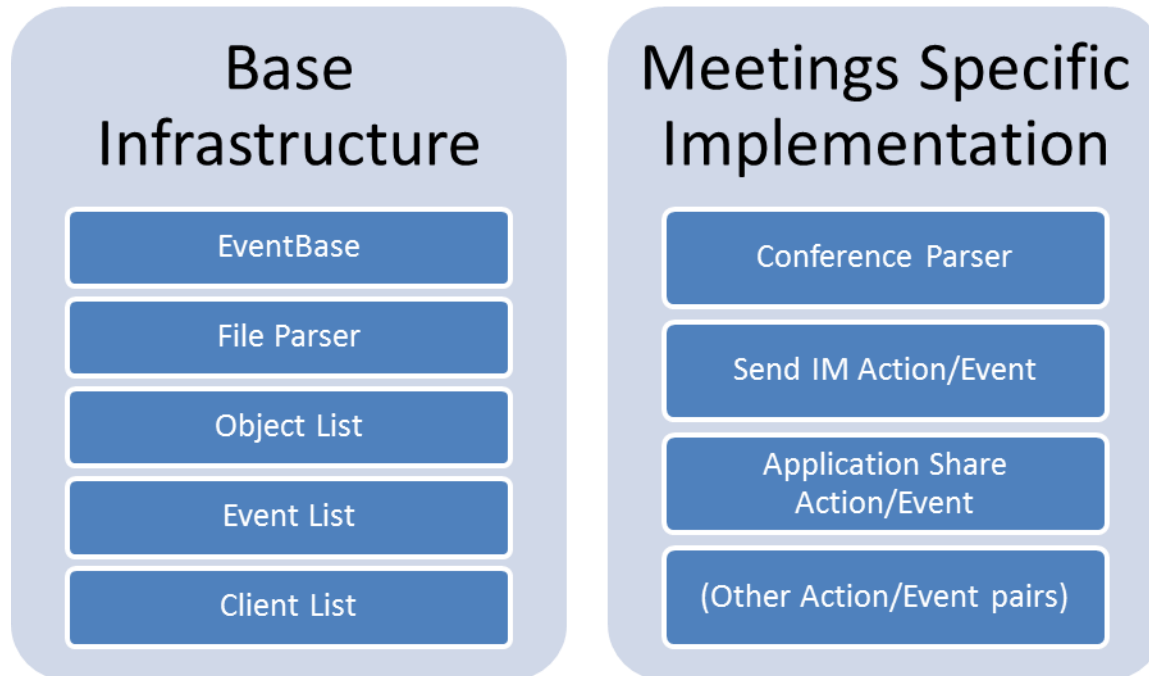 Base
Infrastructure
EventBase
File Parser
Object List
Event List
Client List
Meetings Specific
Implementation
Conference Parser
Send IM Action/Event
Application Share
Action/Event
(Other Action/Event pairs)